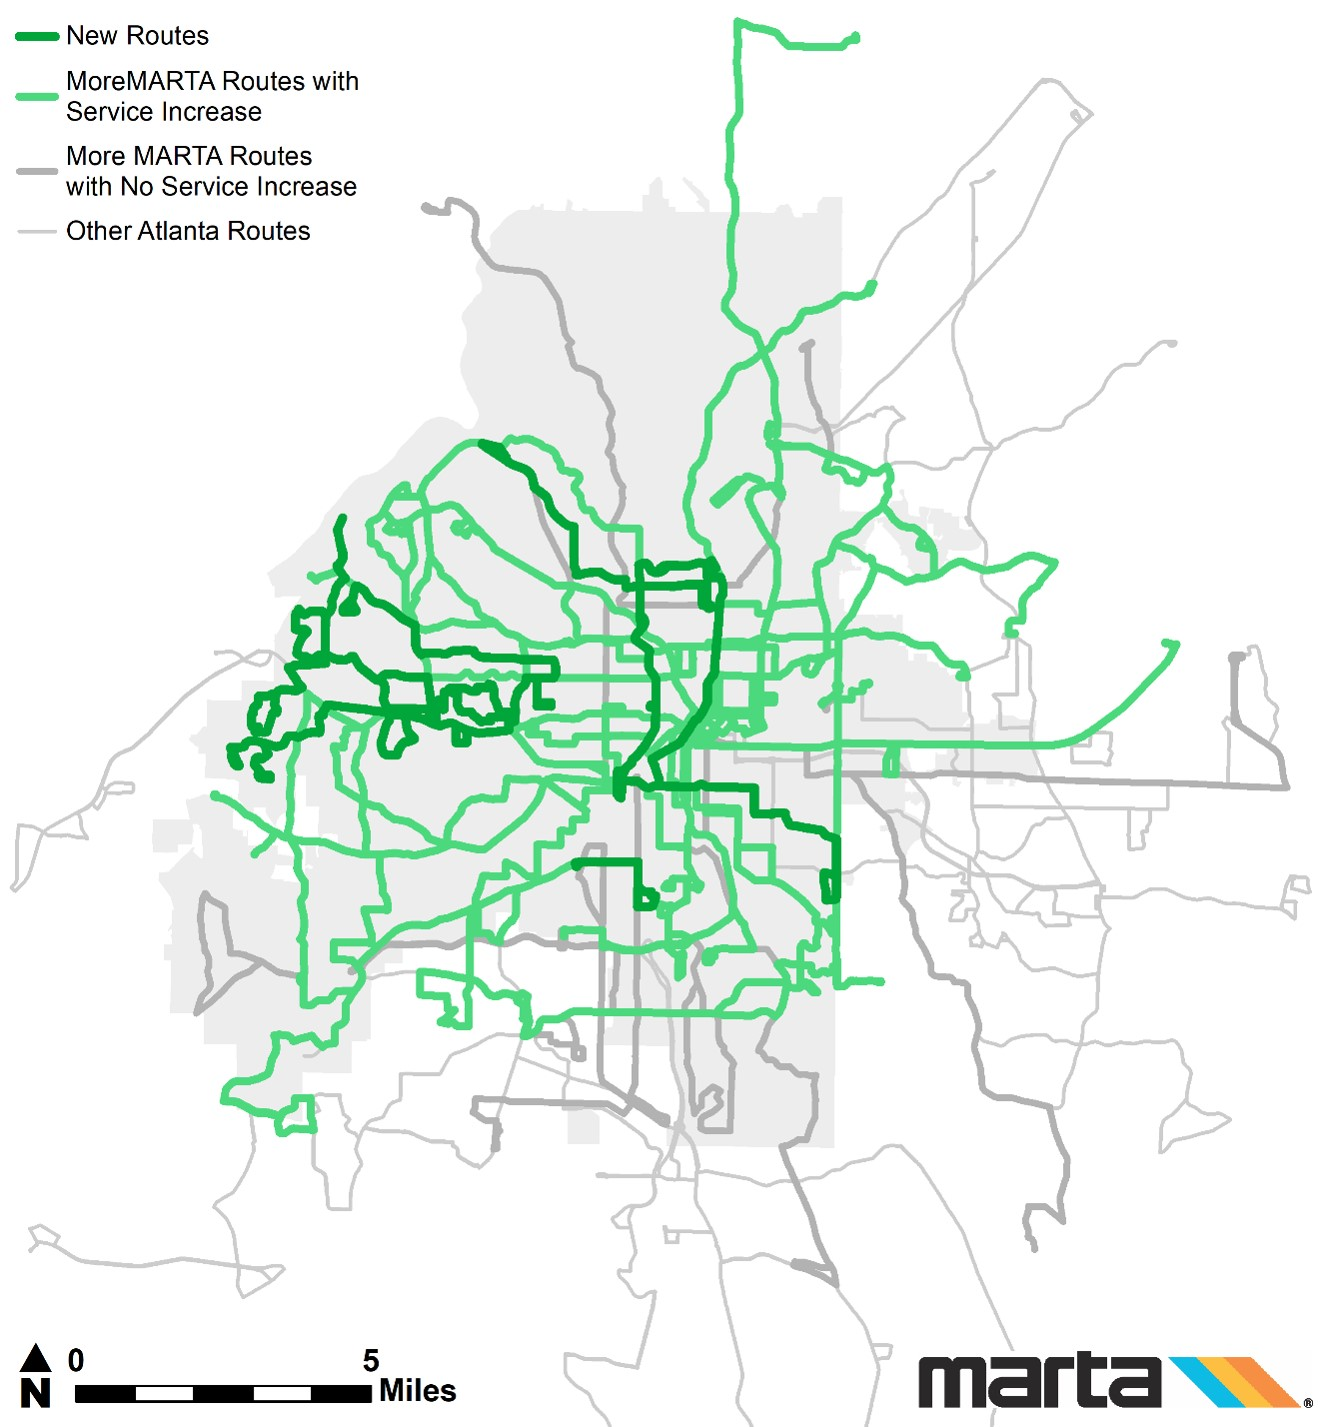 New Routes
MoreMARTA Routes with
Service Increase
More MARTA Routes
with No Service Increase
Other Atlanta Routes
0 5
N Miles
marta®